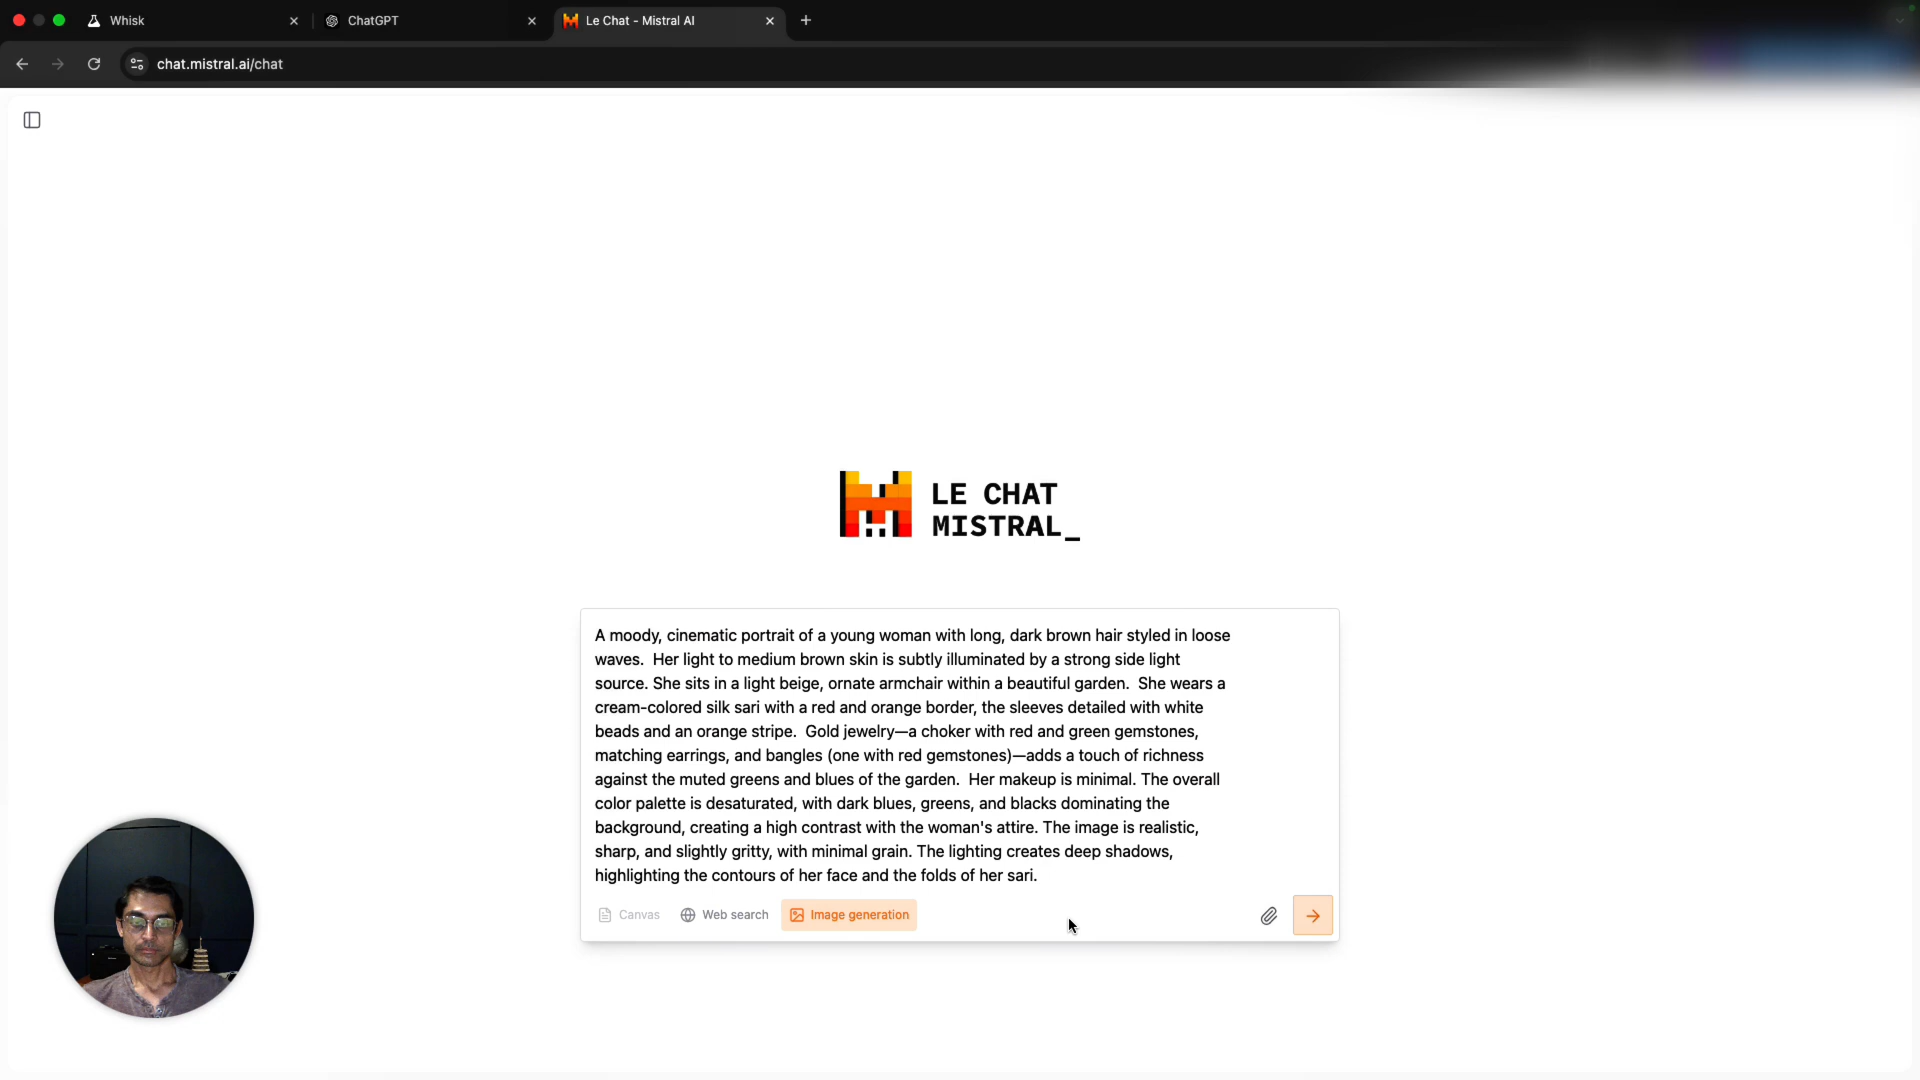 Whisk
ChatGPT
Le Chat - Mistral AI
chat.mistral.ai/chat
LE CHAT
MISTRAL_
A moody, cinematic portrait of a young woman with long, dark brown hair styled in loose
waves.  Her light to medium brown skin is subtly illuminated by a strong side light
source. She sits in a light beige, ornate armchair within a beautiful garden.  She wears a
cream-colored silk sari with a red and orange border, the sleeves detailed with white
beads and an orange stripe.  Gold jewelry—a choker with red and green gemstones,
matching earrings, and bangles (one with red gemstones)—adds a touch of richness
against the muted greens and blues of the garden.  Her makeup is minimal. The overall
color palette is desaturated, with dark blues, greens, and blacks dominating the
background, creating a high contrast with the woman's attire. The image is realistic,
sharp, and slightly gritty, with minimal grain. The lighting creates deep shadows,
highlighting the contours of her face and the folds of her sari.
Canvas
Web search
Image generation